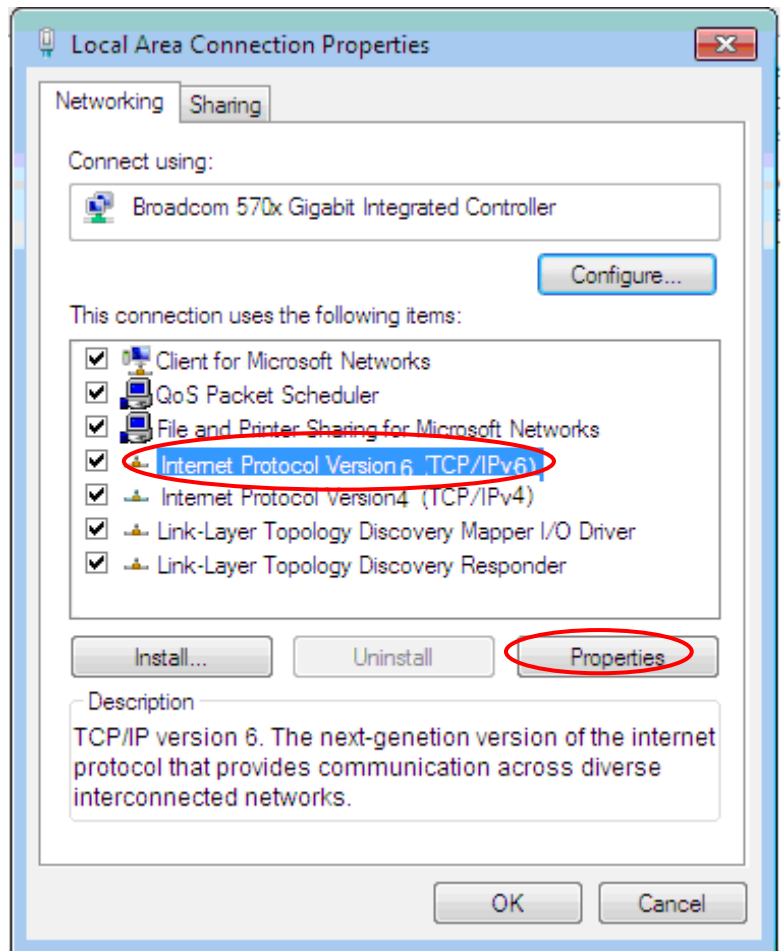 Local Area Connection Properties
Networking
Sharing
Connect using:
Broadcom 570x Gigabit Integrated Controller
Configure...
This connection uses the following items:
Client for Microsoft Networks
QoS Packet Scheduler
File and Printer Sharing for Microsoft Networks
Internet Protocol Version 6 (TCP/IPv6)
Internet Protocol Version4 (TCP/IPv4)
Link-Layer Topology Discovery Mapper I/O Driver
Link-Layer Topology Discovery Responder
Install...
Uninstall
Properties
Description
TCP/IP version 6. The next-genetion version of the internet
protocol that provides communication across diverse
interconnected networks.
OK
Cancel